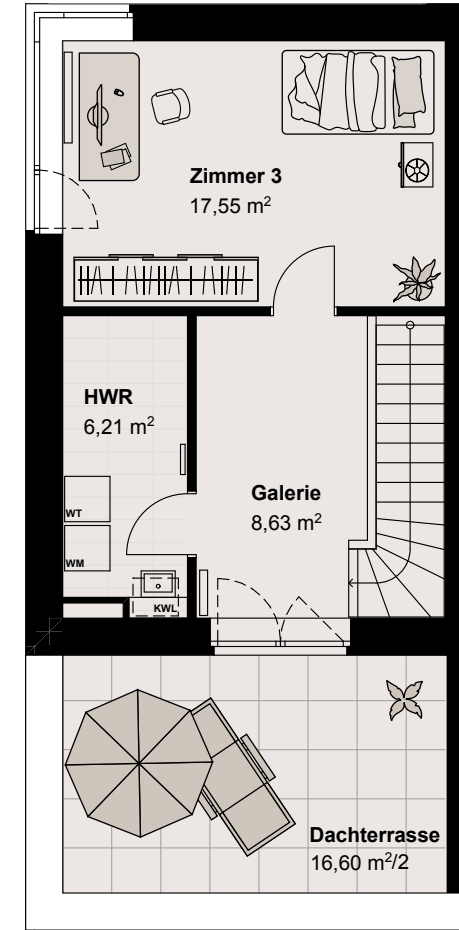 Zimmer 3
17,55 m²
HWR
6,21 m²
Galerie
8,63 m²
WT
WM
KWL
Dachterrasse
16,60 m²/2